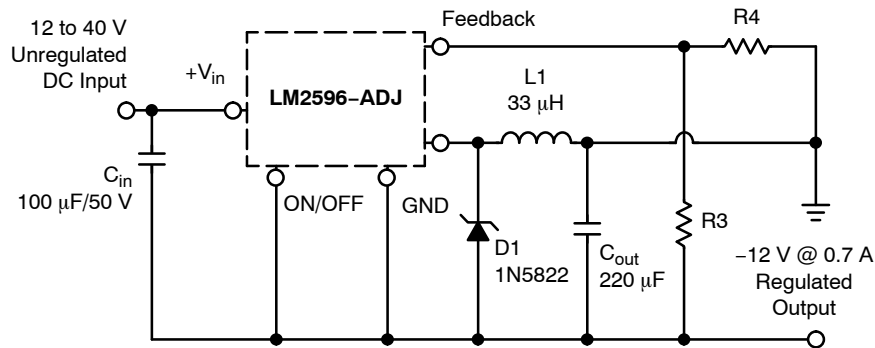 12 to 40 V
Unregulated
DC Input
+Vin
Feedback
R4
LM2596–ADJ
L1
33 μH
Cin
100 μF/50 V
ON/OFF
GND
D1
1N5822
Cout
220 μF
R3
–12 V @ 0.7 A
Regulated
Output